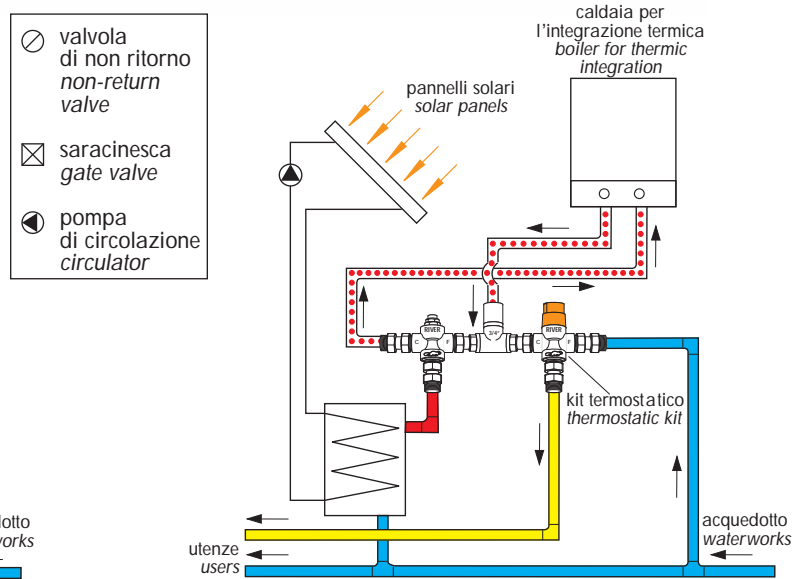 valvola
di non ritorno
non-return
valve
saracinesca
gate valve
pompa
di circolazione
circulator
caldaia per
l'integrazione termica
boiler for thermic
integration
pannelli solari
solar panels
RIVER
C F
3/4"
RIVER
C F
kit termostatico
thermostatic kit
acquedotto
waterworks
utenze
users
otto
orks